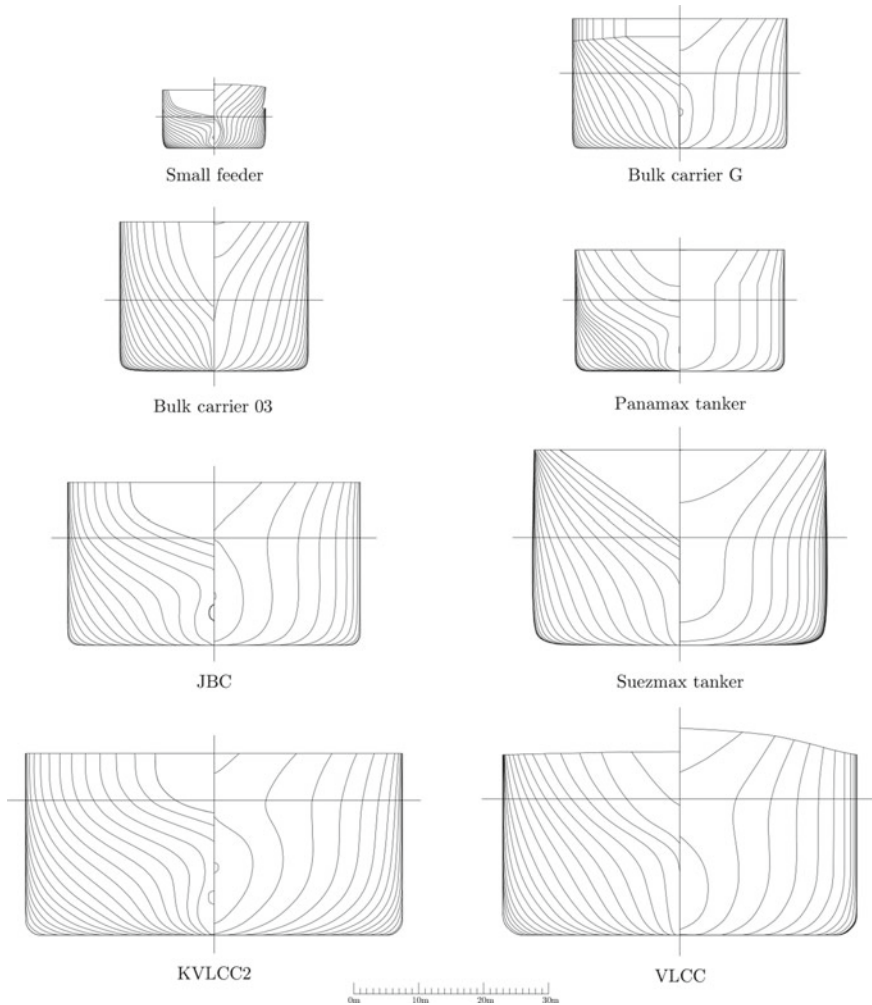 Small feeder
Bulk carrier G
Bulk carrier 03
Panamax tanker
JBC
Suezmax tanker
KVLCC2
VLCC
0m 10m 20m 30m